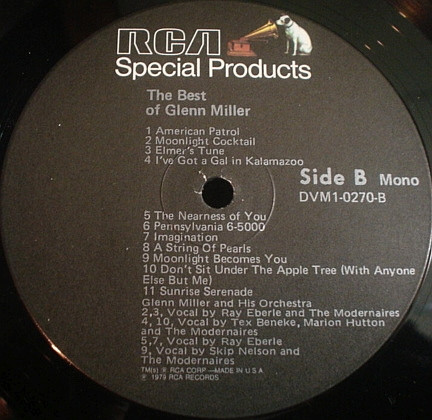 RCA
Special Products
The Best
of Glenn Miller
1 American Patrol
2 Moonlight Cocktail
3 Elmer's Tune
4 I've Got a Gal in Kalamazoo
Side B Mono
DVM1-0270-B
5 The Nearness of You
6 Pennsylvania 6-5000
7 Imagination
8 A String Of Pearls
9 Moonlight Becomes You
10 Don't Sit Under The Apple Tree (With Anyone
Else But Me)
11 Sunrise Serenade
Glenn Miller and His Orchestra
2,3, Vocal by Ray Eberle and The Modernaires
4, 10, Vocal by Tex Beneke, Marion Hutton
and The Modernaires
5,7, Vocal by Ray Eberle
9, Vocal by Skip Nelson and
The Modernaires
TM(s) ® RCA CORP—MADE IN U S A
℗ 1979 RCA RECORDS